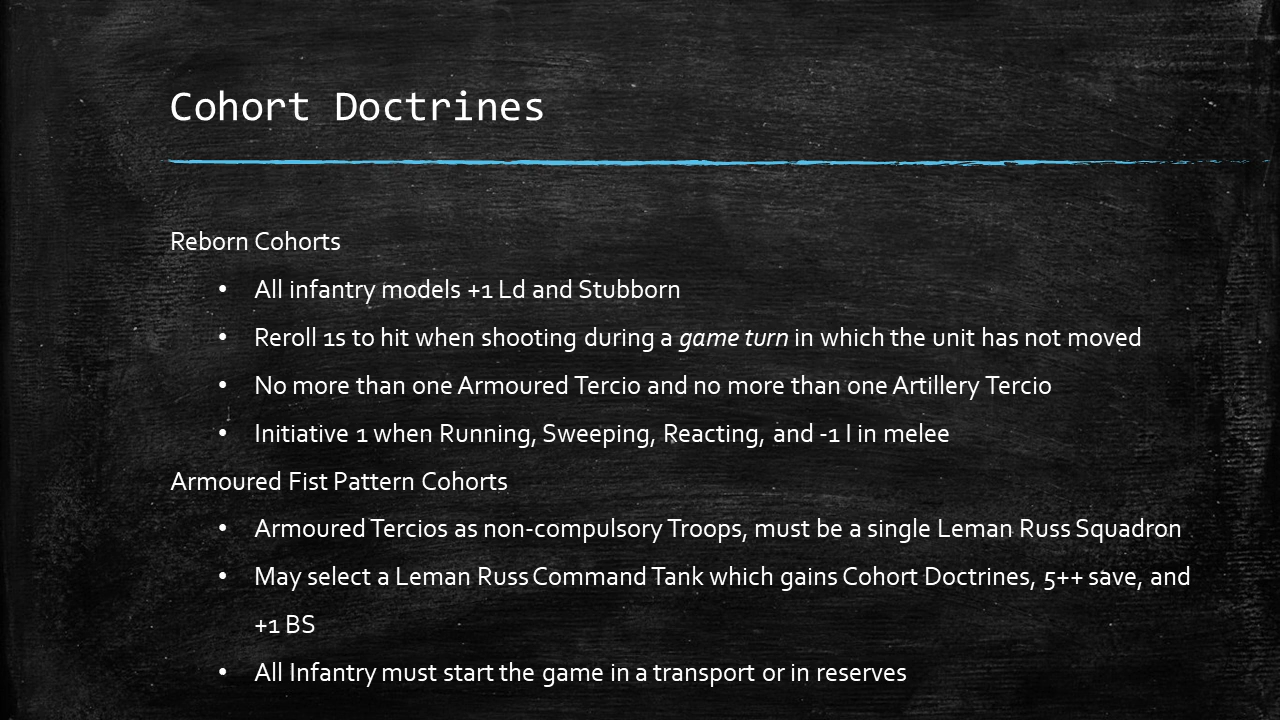 Cohort Doctrines
Reborn Cohorts
• All infantry models +1 Ld and Stubborn
• Reroll 1s to hit when shooting during a game turn in which the unit has not moved
• No more than one Armoured Tercio and no more than one Artillery Tercio
• Initiative 1 when Running, Sweeping, Reacting, and -1 I in melee
Armoured Fist Pattern Cohorts
• Armoured Tercios as non-compulsory Troops, must be a single Leman Russ Squadron
• May select a Leman Russ Command Tank which gains Cohort Doctrines, 5++ save, and
+1 BS
• All Infantry must start the game in a transport or in reserves